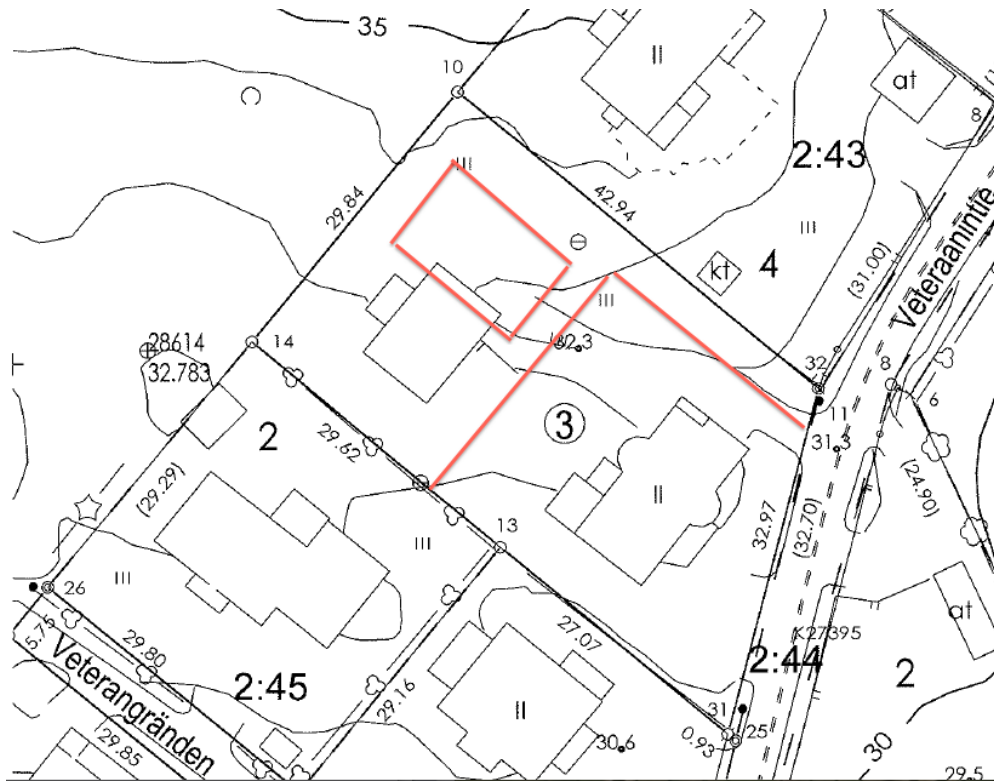 35
10
II
at
8
2:43
III
III
42.94
29.84
4
kt
(31.00)
Veteraanintie
III
28614
32.783
14
32
8
6
11
31.3
2
29.62
3
(29.29)
II
(24.90)
13
III
32.97
(32.70)
III
26
at
5.75
29.80
Veterangränden
27.07
K27395
2:44
2
2:45
29.16
II
31
25
30.6
0.93
29.85
30
29.5